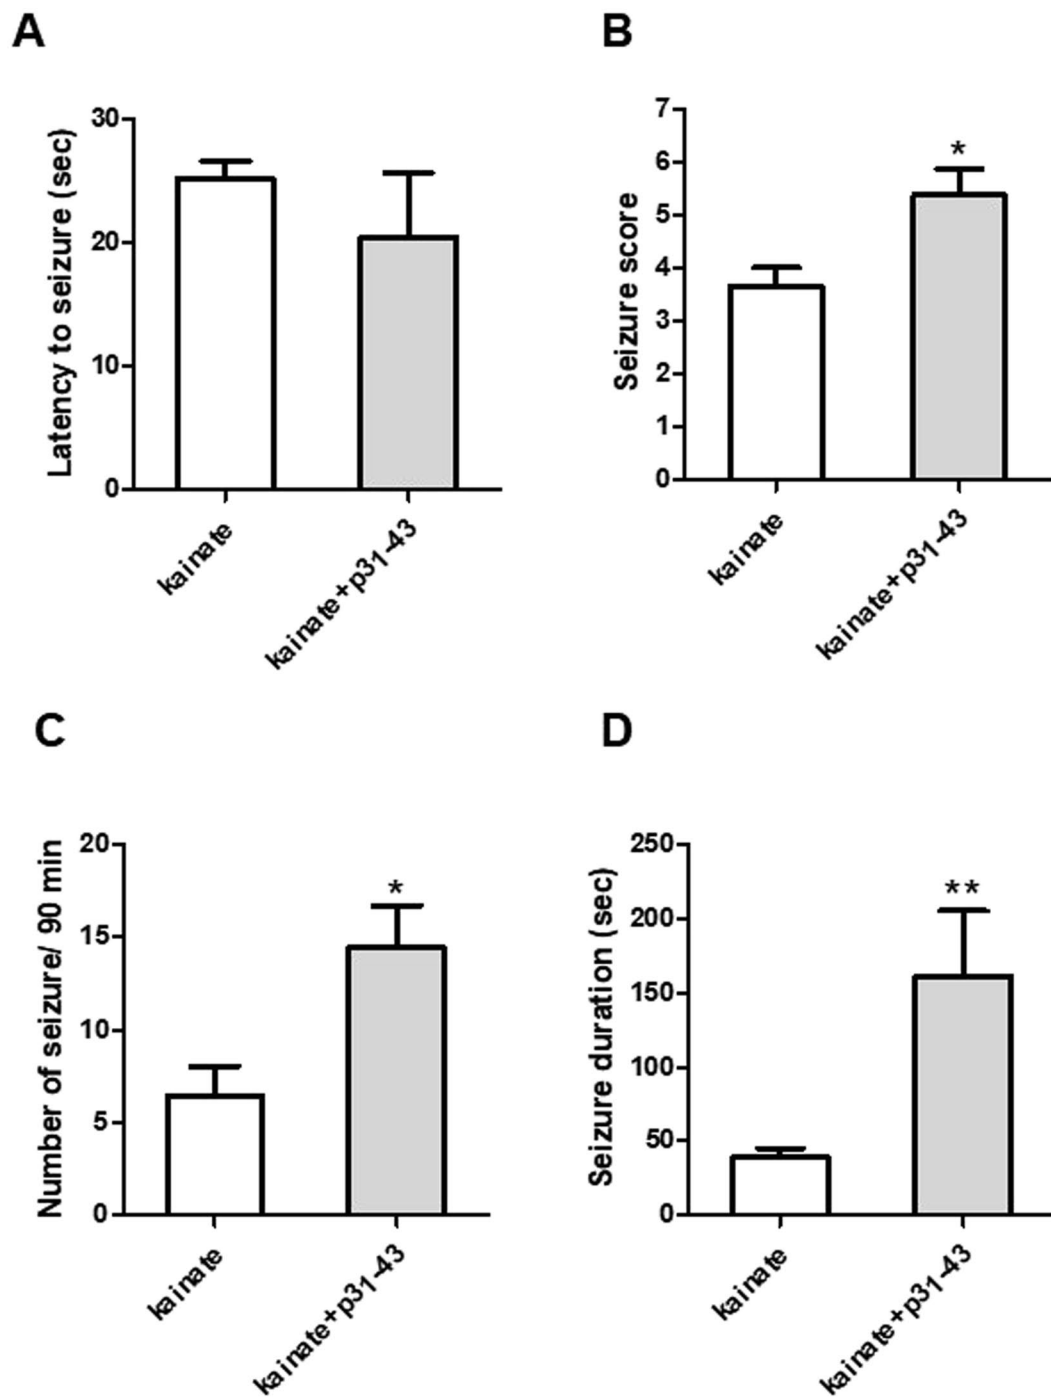 A
Latency to seizure (sec)
30
20
10
0
kainate
kainate+p31-43
B
Seizure score
7
6
5
4
3
2
1
0
*
kainate
kainate+p31-43
C
Number of seizure/ 90 min
20
15
10
5
0
*
kainate
kainate+p31-43
D
Seizure duration (sec)
250
200
150
100
50
0
**
kainate
kainate+p31-43